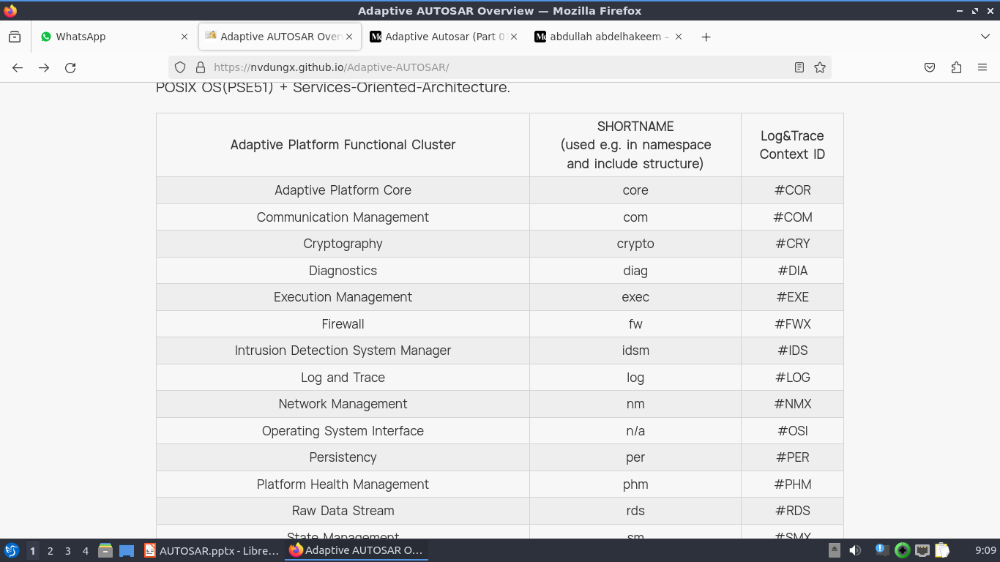 Adaptive AUTOSAR Overview — Mozilla Firefox
WhatsApp
Adaptive AUTOSAR Over
Adaptive Autosar (Part 0
abdullah abdelhakeem –
https://nvdungx.github.io/Adaptive-AUTOSAR/
POSIX OS(PSE51) + Services-Oriented-Architecture.
Adaptive Platform Functional Cluster
SHORTNAME
(used e.g. in namespace
and include structure)
Log&Trace
Context ID
Adaptive Platform Core core #COR
Communication Management com #COM
Cryptography crypto #CRY
Diagnostics diag #DIA
Execution Management exec #EXE
Firewall fw #FWX
Intrusion Detection System Manager idsm #IDS
Log and Trace log #LOG
Network Management nm #NMX
Operating System Interface n/a #OSI
Persistency per #PER
Platform Health Management phm #PHM
Raw Data Stream rds #RDS
State Management sm #SMX
1 2 3 4 AUTOSAR.pptx - Libre... Adaptive AUTOSAR O... 9:09